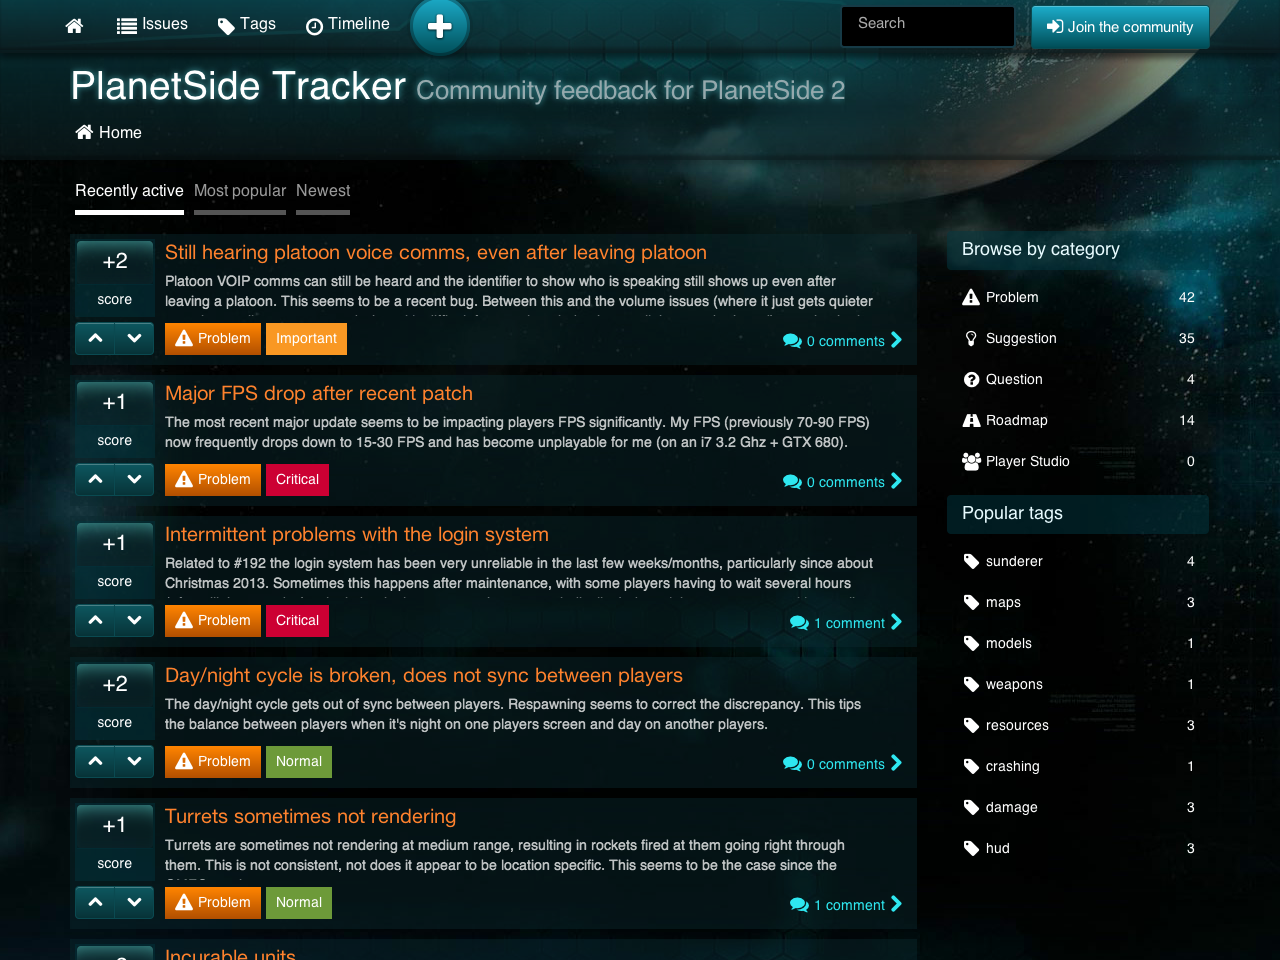 Issues
Tags
Timeline
Search
Join the community
PlanetSide Tracker Community feedback for PlanetSide 2
Home
Recently active
Most popular
Newest
+2
score
Still hearing platoon voice comms, even after leaving platoon
Platoon VOIP comms can still be heard and the identifier to show who is speaking still shows up even after
leaving a platoon. This seems to be a recent bug. Between this and the volume issues (where it just gets quieter
Problem
Important
0 comments
+1
score
Major FPS drop after recent patch
The most recent major update seems to be impacting players FPS significantly. My FPS (previously 70-90 FPS)
now frequently drops down to 15-30 FPS and has become unplayable for me (on an i7 3.2 Ghz + GTX 680).
Problem
Critical
0 comments
+1
score
Intermittent problems with the login system
Related to #192 the login system has been very unreliable in the last few weeks/months, particularly since about
Christmas 2013. Sometimes this happens after maintenance, with some players having to wait several hours
Problem
Critical
1 comment
+2
score
Day/night cycle is broken, does not sync between players
The day/night cycle gets out of sync between players. Respawning seems to correct the discrepancy. This tips
the balance between players when it's night on one players screen and day on another players.
Problem
Normal
0 comments
+1
score
Turrets sometimes not rendering
Turrets are sometimes not rendering at medium range, resulting in rockets fired at them going right through
them. This is not consistent, not does it appear to be location specific. This seems to be the case since the
Problem
Normal
1 comment
Incurable units
Browse by category
Problem 42
Suggestion 35
Question 4
Roadmap 14
Player Studio 0
Popular tags
sunderer 4
maps 3
models 1
weapons 1
resources 3
crashing 1
damage 3
hud 3